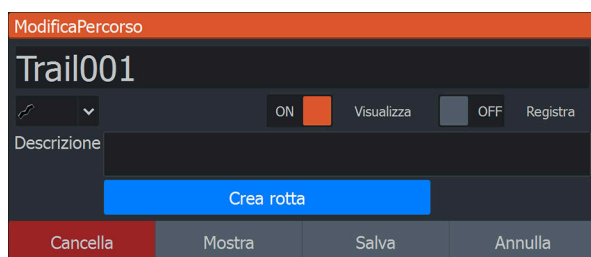 ModificaPercorso
Trail001
ON Visualizza OFF Registra
Descrizione
Crea rotta
Cancella Mostra Salva Annulla